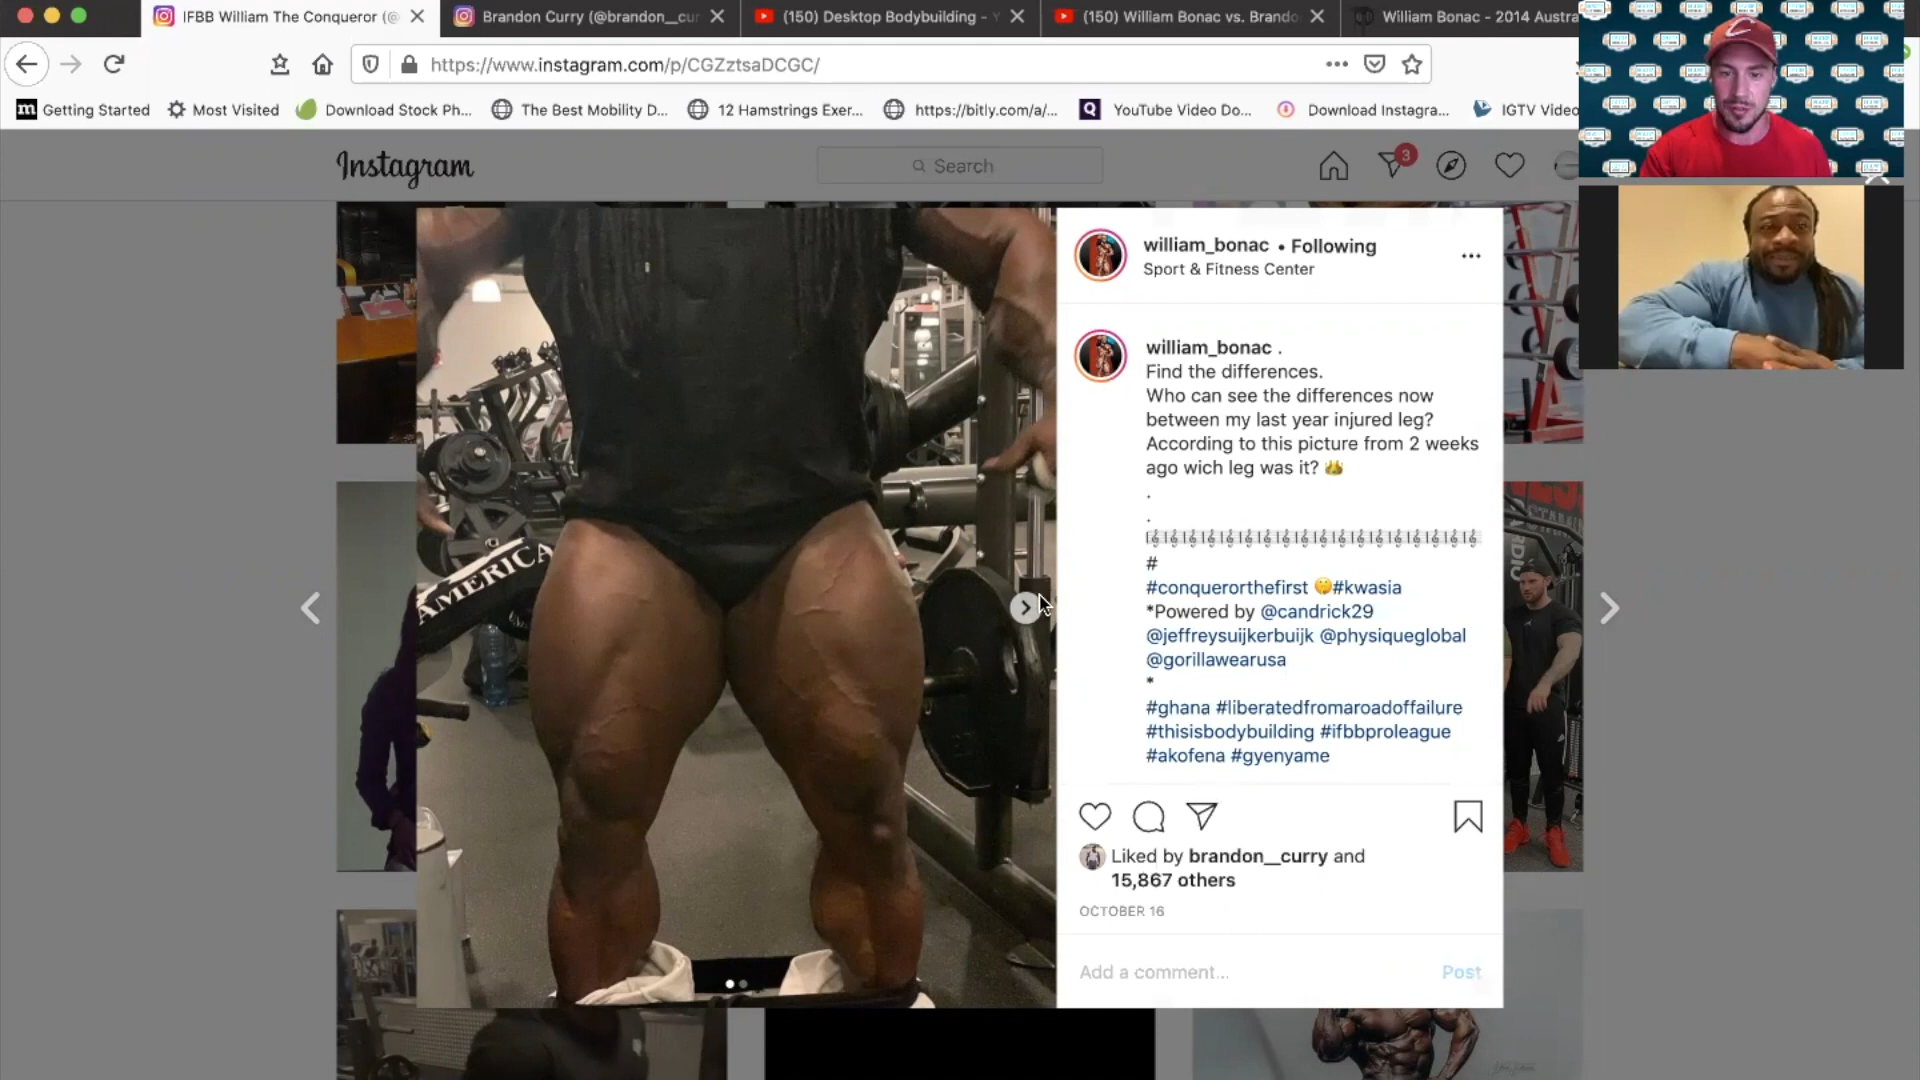 IFBB William The Conqueror (@
Brandon Curry (@brandon__cur
(150) Desktop Bodybuilding - Y
(150) William Bonac vs. Brando
William Bonac - 2014 Austra
https://www.instagram.com/p/CGZztsaDCGC/
Getting Started
Most Visited
Download Stock Ph...
The Best Mobility D...
12 Hamstrings Exer...
https://bitly.com/a/...
YouTube Video Do...
Download Instagra...
IGTV Video
Instagram
Search
3
william_bonac • Following
Sport & Fitness Center
william_bonac .
Find the differences.
Who can see the differences now
between my last year injured leg?
According to this picture from 2 weeks
ago wich leg was it? 👑
.
.
#
#conquerorthefirst 🤫#kwasia
*Powered by @candrick29
@jeffreysuijkerbuijk @physiqueglobal
@gorillawearusa
*
#ghana #liberatedfromaroadoffailure
#thisisbodybuilding #ifbbproleague
#akofena #gyenyame
Liked by brandon__curry and
15,867 others
OCTOBER 16
Add a comment...
Post
AMERICA